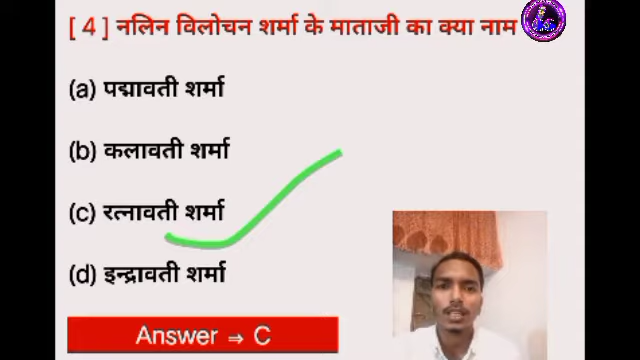 [ 4 ] नलिन विलोचन शर्मा के माताजी का क्या नाम
(a) पद्मावती शर्मा
(b) कलावती शर्मा
(c) रत्नावती शर्मा
(d) इन्द्रावती शर्मा
Answer ⇒ C